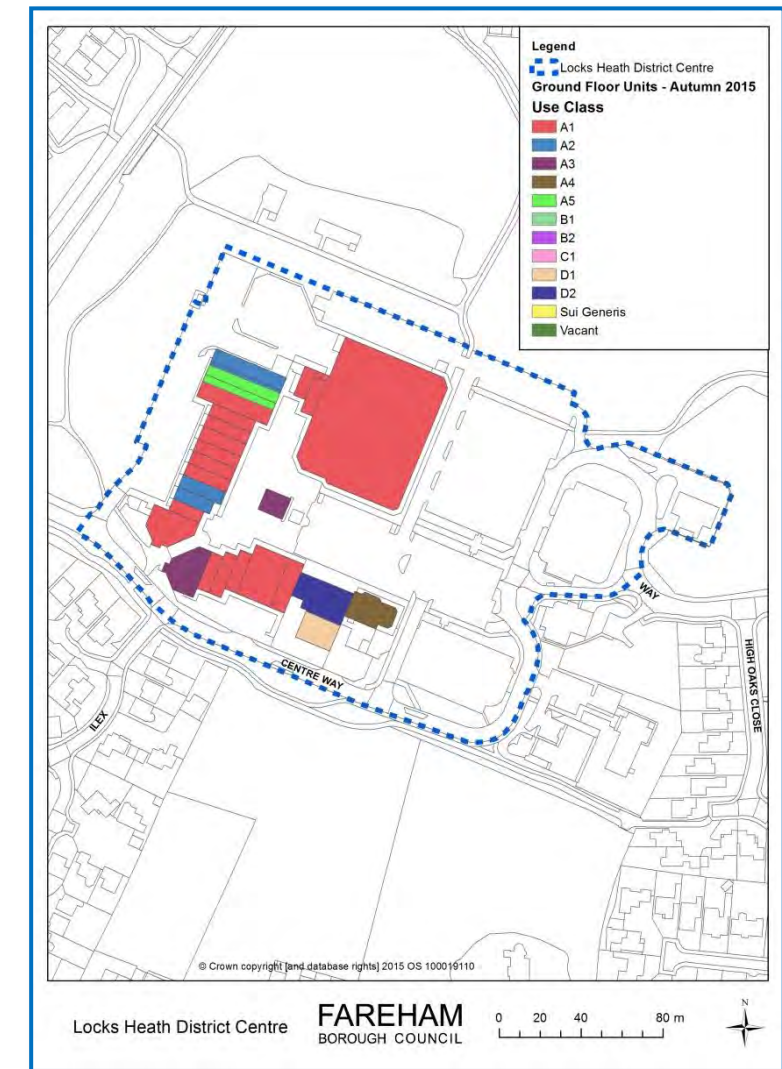 Legend
Locks Heath District Centre
Ground Floor Units - Autumn 2015
Use Class
A1
A2
A3
A4
A5
B1
B2
C1
D1
D2
Sui Generis
Vacant
WAY
HIGH OAKS CLOSE
CENTRE WAY
ILEX
© Crown copyright [and database rights] 2015 OS 100019110
Locks Heath District Centre
FAREHAM
BOROUGH COUNCIL
0 20 40 80 m
N